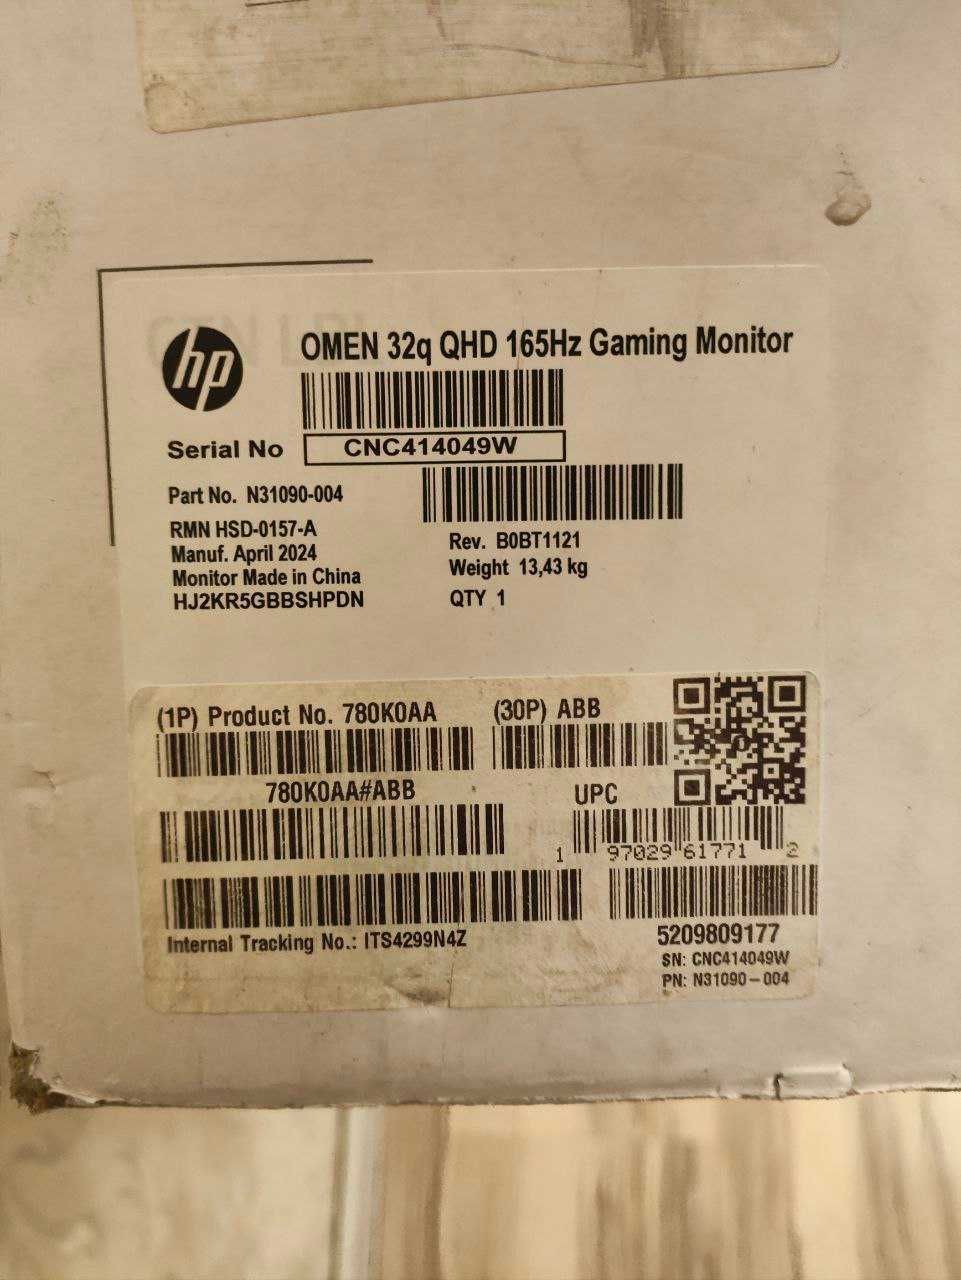 hp
OMEN 32q QHD 165Hz Gaming Monitor
Serial No CNC414049W
Part No. N31090-004
RMN HSD-0157-A
Manuf. April 2024
Monitor Made in China
HJ2KR5GBBSHPDN
Rev. B0BT1121
Weight 13,43 kg
QTY 1
(1P) Product No. 780K0AA (30P) ABB
780K0AA#ABB
UPC
1 97029 61771 2
Internal Tracking No.: ITS4299N4Z
5209809177
SN: CNC414049W
PN: N31090-004